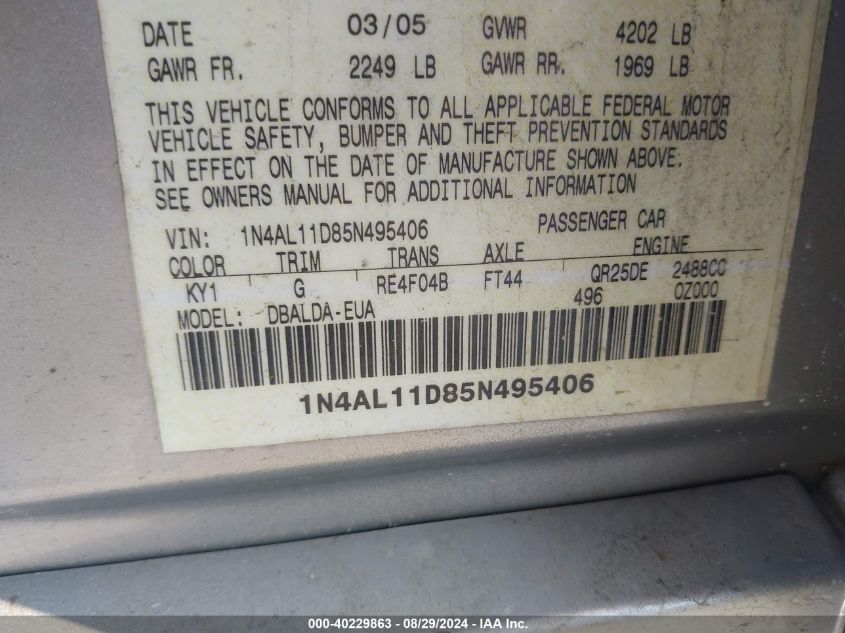 DATE 03/05 GVWR 4202 LB
GAWR FR. 2249 LB GAWR RR. 1969 LB
THIS VEHICLE CONFORMS TO ALL APPLICABLE FEDERAL MOTOR
VEHICLE SAFETY, BUMPER AND THEFT PREVENTION STANDARDS
IN EFFECT ON THE DATE OF MANUFACTURE SHOWN ABOVE.
SEE OWNERS MANUAL FOR ADDITIONAL INFORMATION
VIN: 1N4AL11D85N495406 PASSENGER CAR
COLOR TRIM TRANS AXLE ENGINE
KY1 G RE4F04B FT44 QR25DE 2488CC
496 0Z000
MODEL: DBALDA-EUA
1N4AL11D85N495406
000-40229863 - 08/29/2024 - IAA Inc.